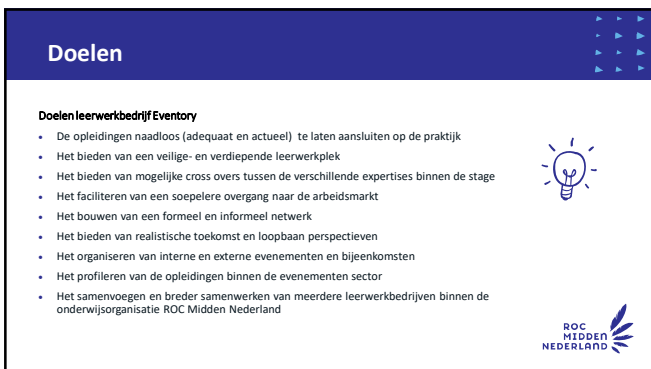 Doelen
Doelen leerwerkbedrijf Eventory
• De opleidingen naadloos (adequaat en actueel) te laten aansluiten op de praktijk
• Het bieden van een veilige- en verdiepende leerwerkplek
• Het bieden van mogelijke cross overs tussen de verschillende expertises binnen de stage
• Het faciliteren van een soepelere overgang naar de arbeidsmarkt
• Het bouwen van een formeel en informeel netwerk
• Het bieden van realistische toekomst en loopbaan perspectieven
• Het organiseren van interne en externe evenementen en bijeenkomsten
• Het profileren van de opleidingen binnen de evenementen sector
• Het samenvoegen en breder samenwerken van meerdere leerwerkbedrijven binnen de
onderwijsorganisatie ROC Midden Nederland
ROC
MIDDEN
NEDERLAND